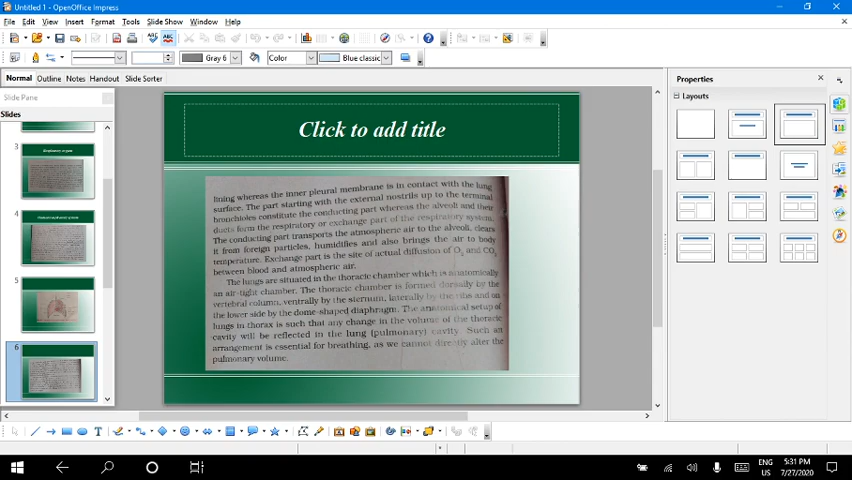 Untitled 1 - OpenOffice Impress
File Edit View Insert Format Tools Slide Show Window Help
Gray 6 Color Blue classic
Normal Outline Notes Handout Slide Sorter
Properties
Slide Pane
Slides
Layouts
3
4
5
6
Click to add title
lining whereas the inner pleural membrane is in contact with the lung
surface. The part starting with the external nostrils up to the terminal
bronchioles constitute the conducting part whereas the alveoli and their
ducts form the respiratory or exchange part of the respiratory system.
The conducting part transports the atmospheric air to the alveoli, clears
it from foreign particles, humidifies and also brings the air to body
temperature. Exchange part is the site of actual diffusion of O₂ and CO₂
between blood and atmospheric air.
The lungs are situated in the thoracic chamber which is anatomically
an air-tight chamber. The thoracic chamber is formed dorsally by the
vertebral column, ventrally by the sternum, laterally by the ribs and on
the lower side by the dome-shaped diaphragm. The anatomical setup of
lungs in thorax is such that any change in the volume of the thoracic
cavity will be reflected in the lung (pulmonary) cavity. Such an
arrangement is essential for breathing, as we cannot directly alter the
pulmonary volume.
ENG
US
5:31 PM
7/27/2020